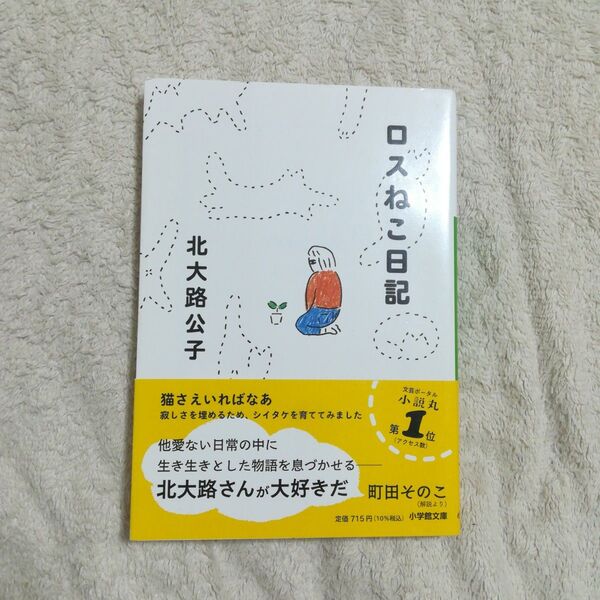 ロスねこ日記
北大路公子
猫さえいればなあ
寂しさを埋めるため、シイタケを育ててみました
文芸ポータル
小説丸
第1位
(アクセス数)
他愛ない日常の中に
生き生きとした物語を息づかせる——
北大路さんが大好きだ
町田そのこ
(解説より)
定価715円(10%税込) 小学館文庫